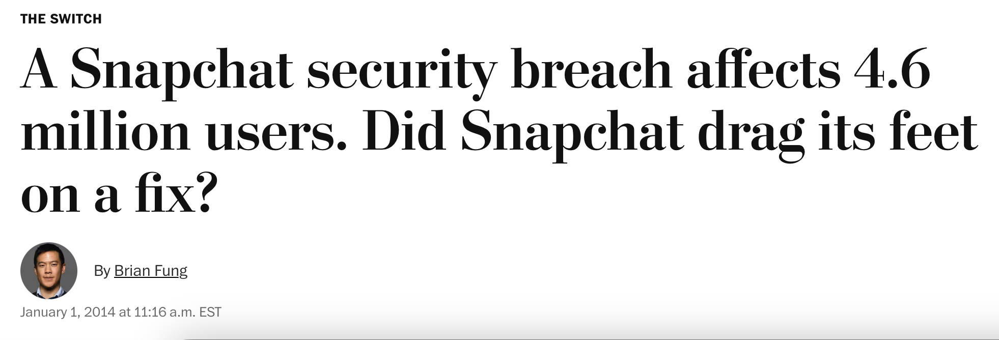 THE SWITCH
A Snapchat security breach affects 4.6
million users. Did Snapchat drag its feet
on a fix?
By Brian Fung
January 1, 2014 at 11:16 a.m. EST